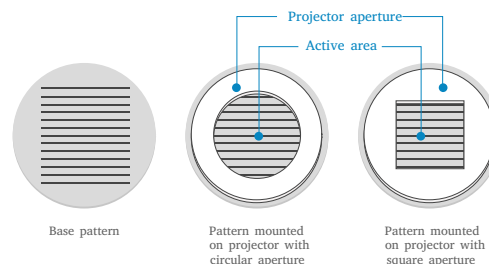 Projector aperture
Active area
Base pattern
Pattern mounted
on projector with
circular aperture
Pattern mounted
on projector with
square aperture